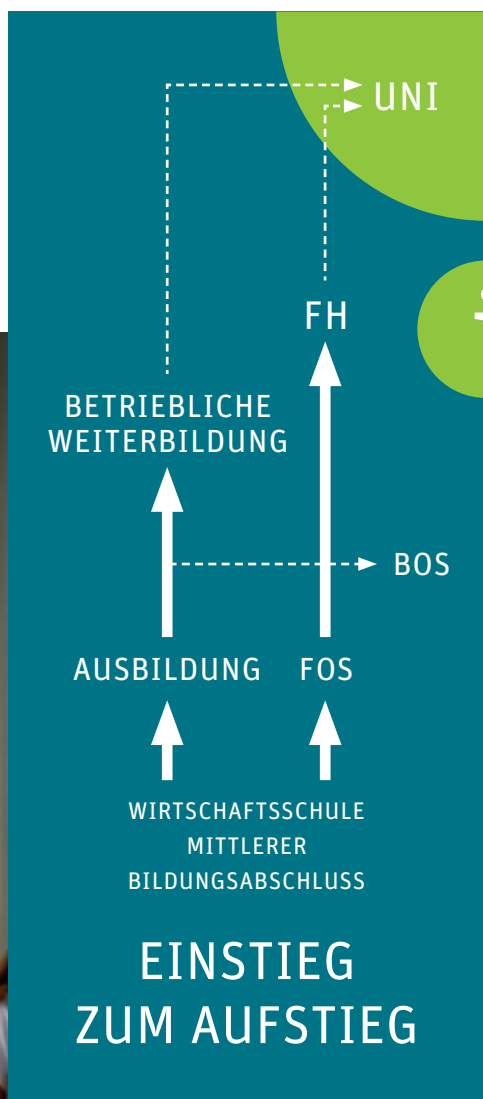 UNI
FH
BETRIEBLICHE
WEITERBILDUNG
BOS
AUSBILDUNG FOS
WIRTSCHAFTSSCHULE
MITTLERER
BILDUNGSABSCHLUSS
EINSTIEG
ZUM AUFSTIEG